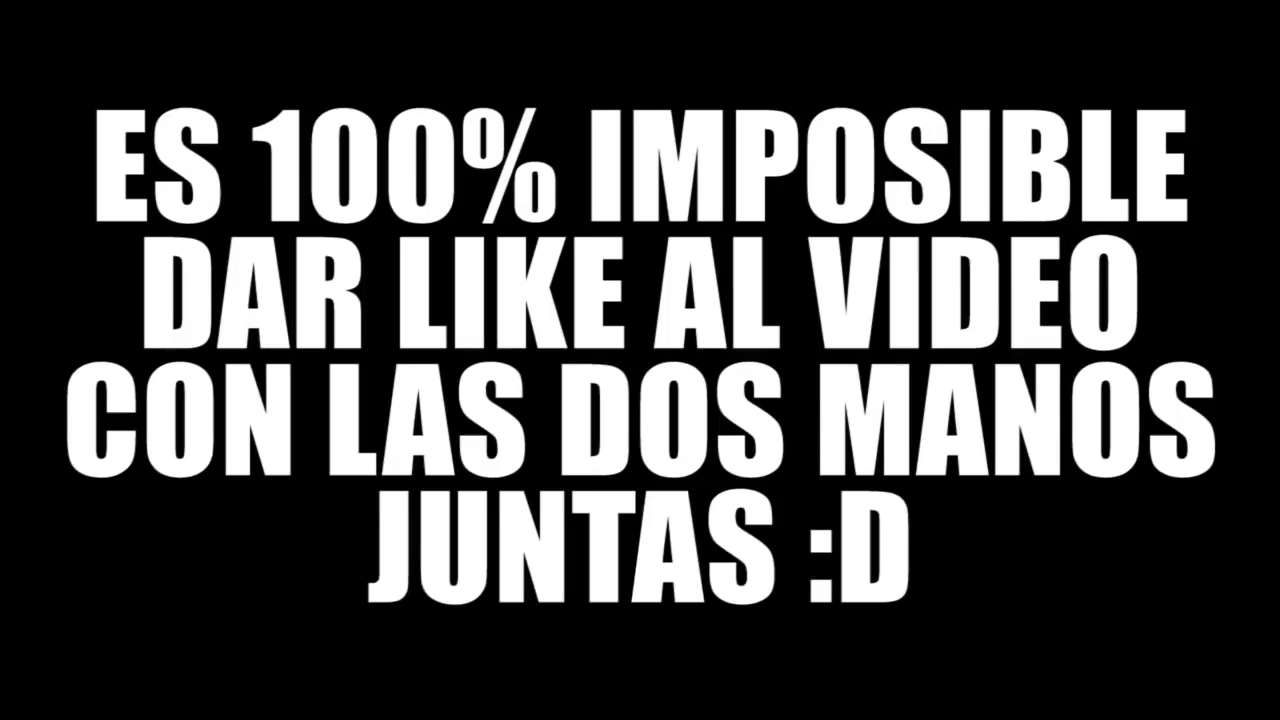 ES 100% IMPOSIBLE
DAR LIKE AL VIDEO
CON LAS DOS MANOS
JUNTAS :D